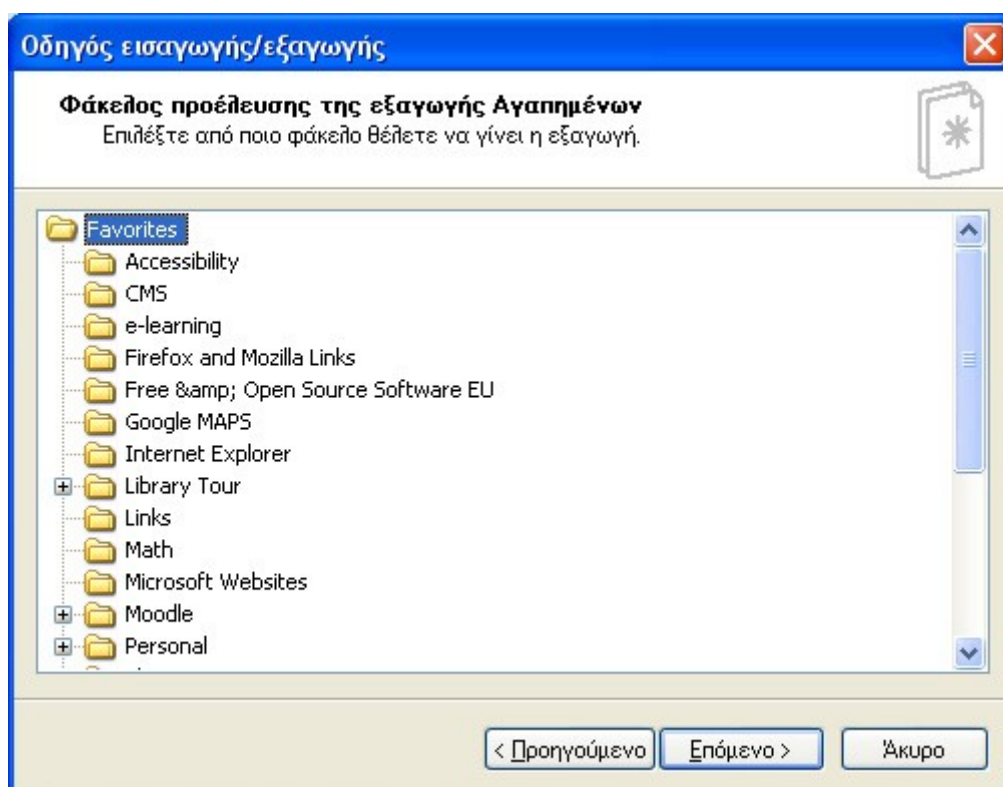 Οδηγός εισαγωγής/εξαγωγής
Φάκελος προέλευσης της εξαγωγής Αγαπημένων
Επιλέξτε από ποιο φάκελο θέλετε να γίνει η εξαγωγή.
Favorites
Accessibility
CMS
e-learning
Firefox and Mozilla Links
Free &amp; Open Source Software EU
Google MAPS
Internet Explorer
Library Tour
Links
Math
Microsoft Websites
Moodle
Personal
< Προηγούμενο Επόμενο > Άκυρο